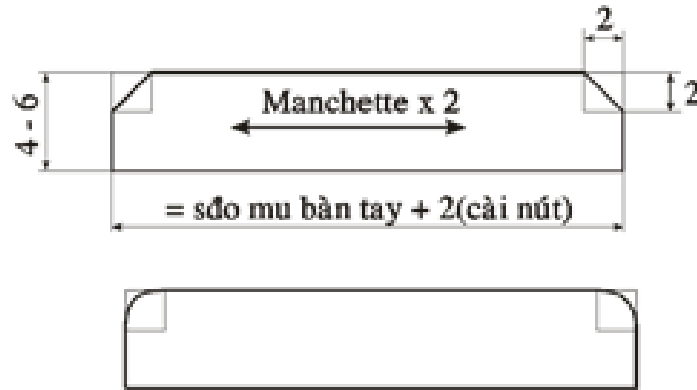 2
2
4 - 6
Manchette x 2
= sđo mu bàn tay + 2(cài nút)